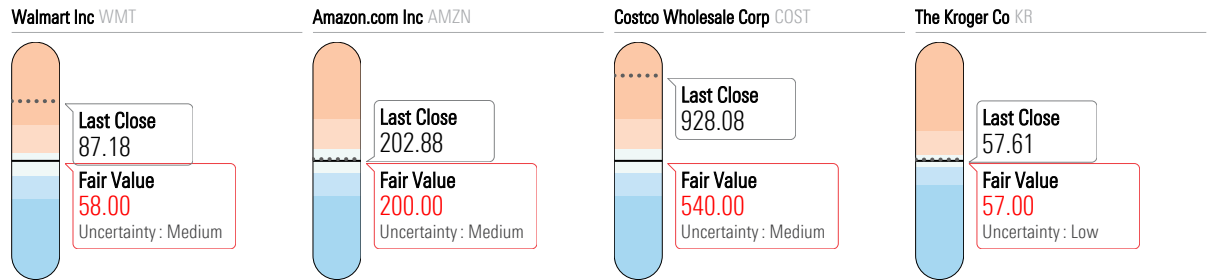 Walmart Inc WMT
Last Close
87.18
Fair Value
58.00
Uncertainty : Medium
Amazon.com Inc AMZN
Last Close
202.88
Fair Value
200.00
Uncertainty : Medium
Costco Wholesale Corp COST
Last Close
928.08
Fair Value
540.00
Uncertainty : Medium
The Kroger Co KR
Last Close
57.61
Fair Value
57.00
Uncertainty : Low